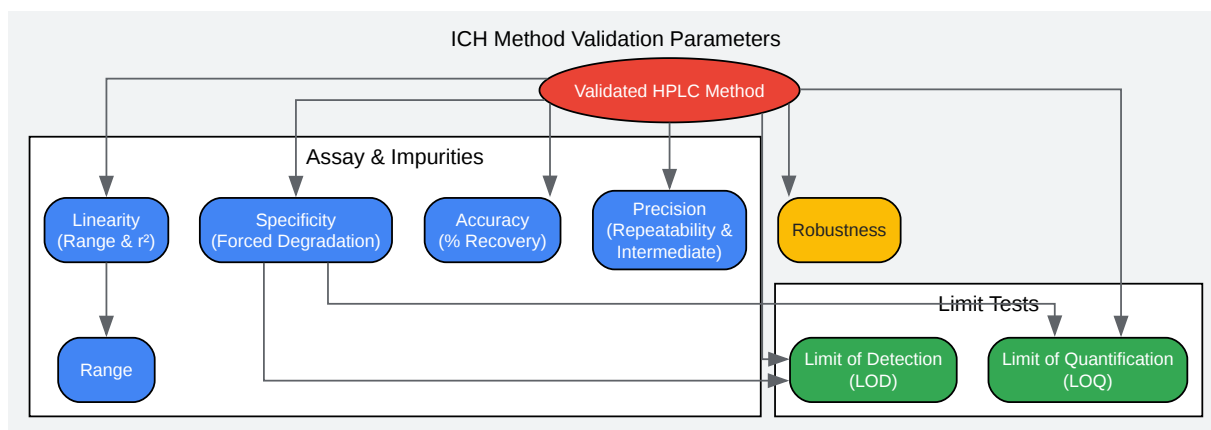 ICH Method Validation Parameters
Validated HPLC Method
Assay & Impurities
Linearity
(Range & r²)
Specificity
(Forced Degradation)
Accuracy
(% Recovery)
Precision
(Repeatability &
Intermediate)
Robustness
Limit Tests
Range
Limit of Detection
(LOD)
Limit of Quantification
(LOQ)